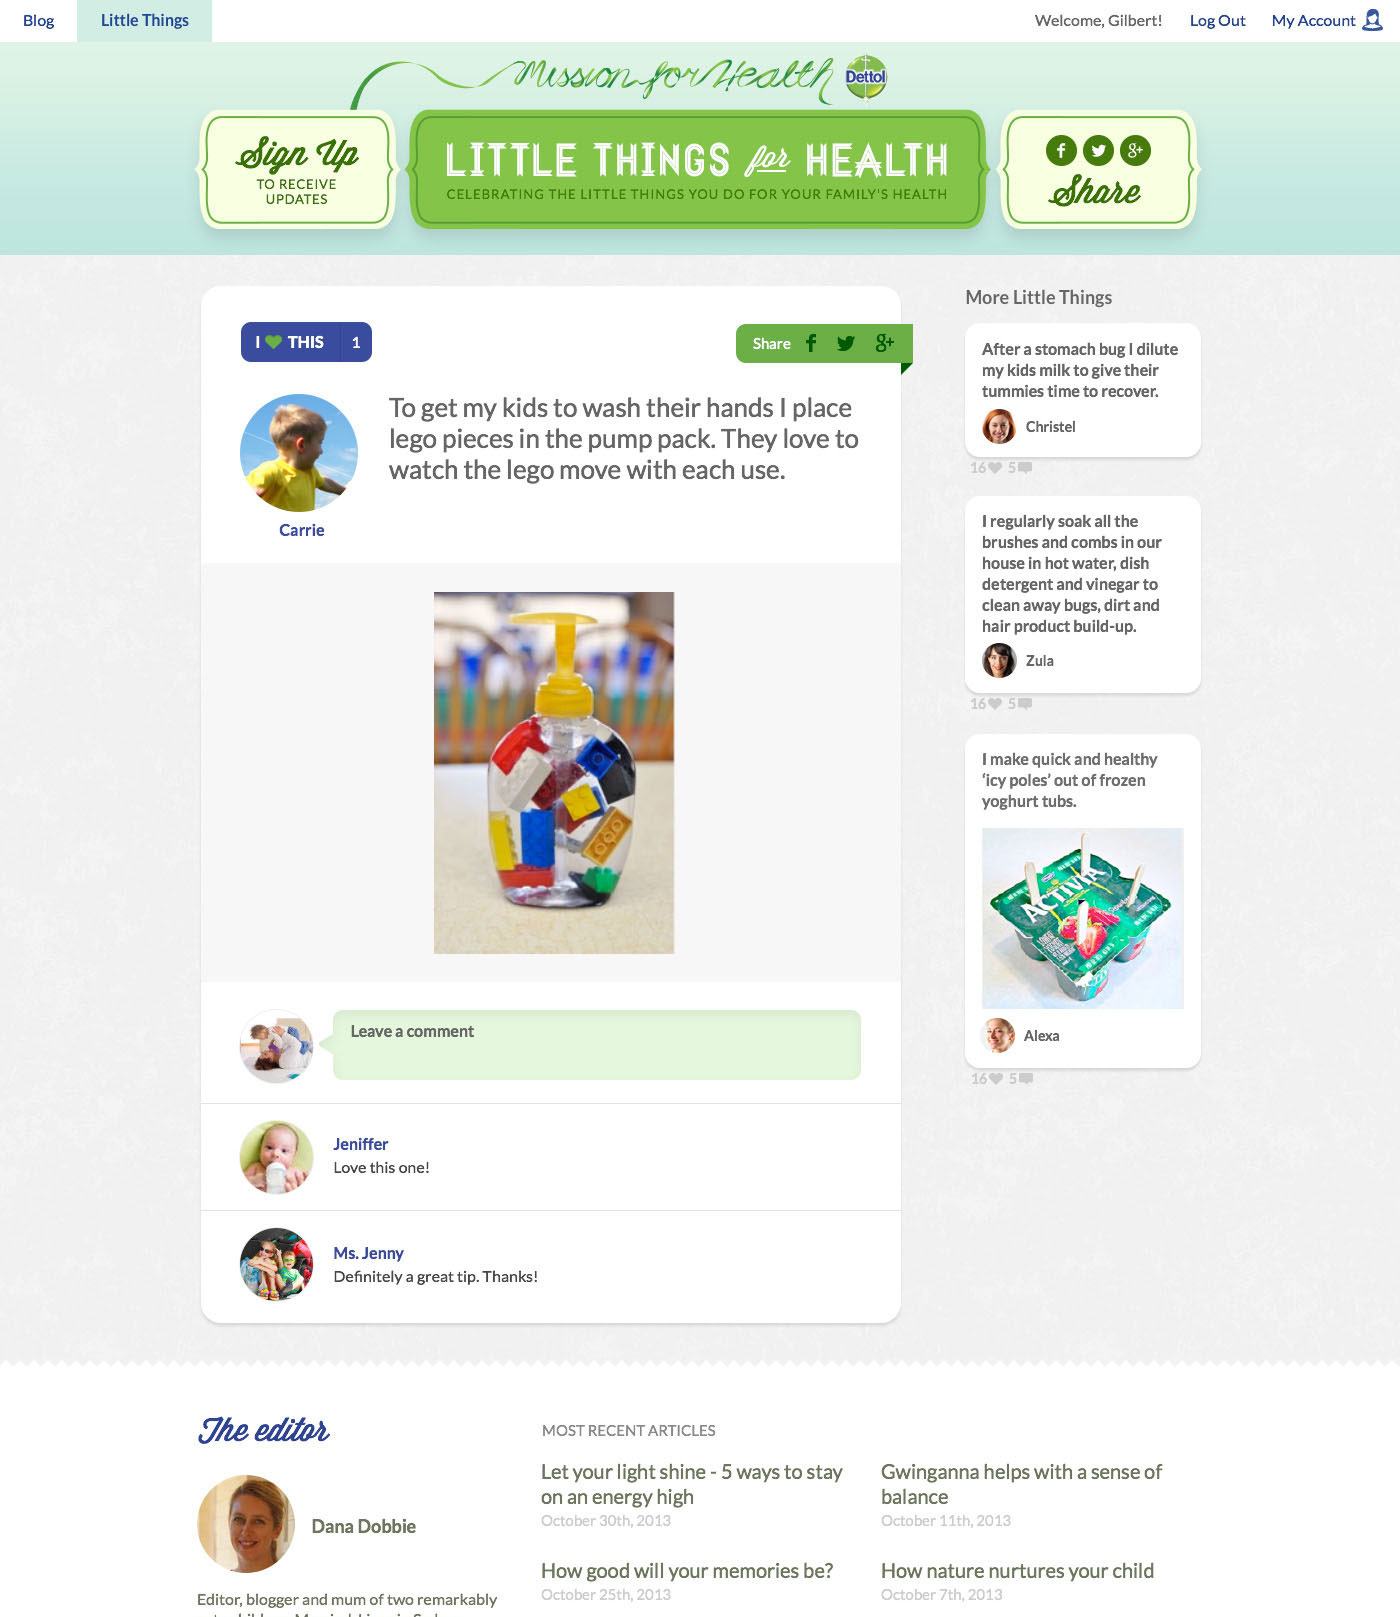 Blog
Little Things
Welcome, Gilbert!
Log Out
My Account
Mission for Health
Dettol
Sign Up
TO RECEIVE
UPDATES
LITTLE THINGS for HEALTH
CELEBRATING THE LITTLE THINGS YOU DO FOR YOUR FAMILY'S HEALTH
Share
I THIS 1
Share
To get my kids to wash their hands I place
lego pieces in the pump pack. They love to
watch the lego move with each use.
Carrie
Leave a comment
Jeniffer
Love this one!
Ms. Jenny
Definitely a great tip. Thanks!
More Little Things
After a stomach bug I dilute
my kids milk to give their
tummies time to recover.
Christel
16 5
I regularly soak all the
brushes and combs in our
house in hot water, dish
detergent and vinegar to
clean away bugs, dirt and
hair product build-up.
Zula
16 5
I make quick and healthy
‘icy poles’ out of frozen
yoghurt tubs.
ACTIVIA
Alexa
16 5
The editor
Dana Dobbie
Editor, blogger and mum of two remarkably
MOST RECENT ARTICLES
Let your light shine - 5 ways to stay
on an energy high
October 30th, 2013
Gwinganna helps with a sense of
balance
October 11th, 2013
How good will your memories be?
October 25th, 2013
How nature nurtures your child
October 7th, 2013